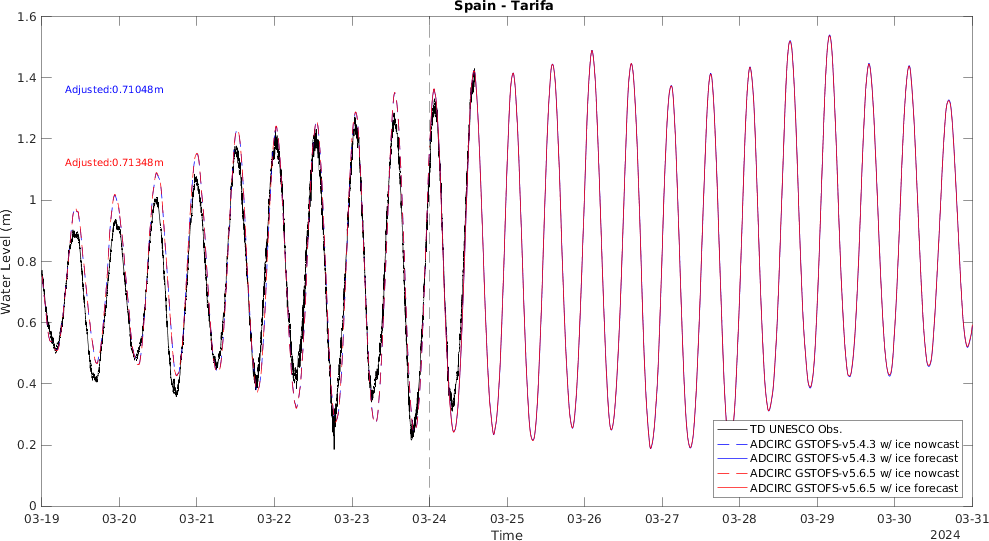 Spain - Tarifa
1.6
1.4
1.2
1
0.8
0.6
0.4
0.2
0
Water Level (m)
Adjusted:0.71048m
Adjusted:0.71348m
TD UNESCO Obs.
ADCIRC GSTOFS-v5.4.3 w/ ice nowcast
ADCIRC GSTOFS-v5.4.3 w/ ice forecast
ADCIRC GSTOFS-v5.6.5 w/ ice nowcast
ADCIRC GSTOFS-v5.6.5 w/ ice forecast
03-19 03-20 03-21 03-22 03-23 03-24 03-25 03-26 03-27 03-28 03-29 03-30 03-31
Time
2024